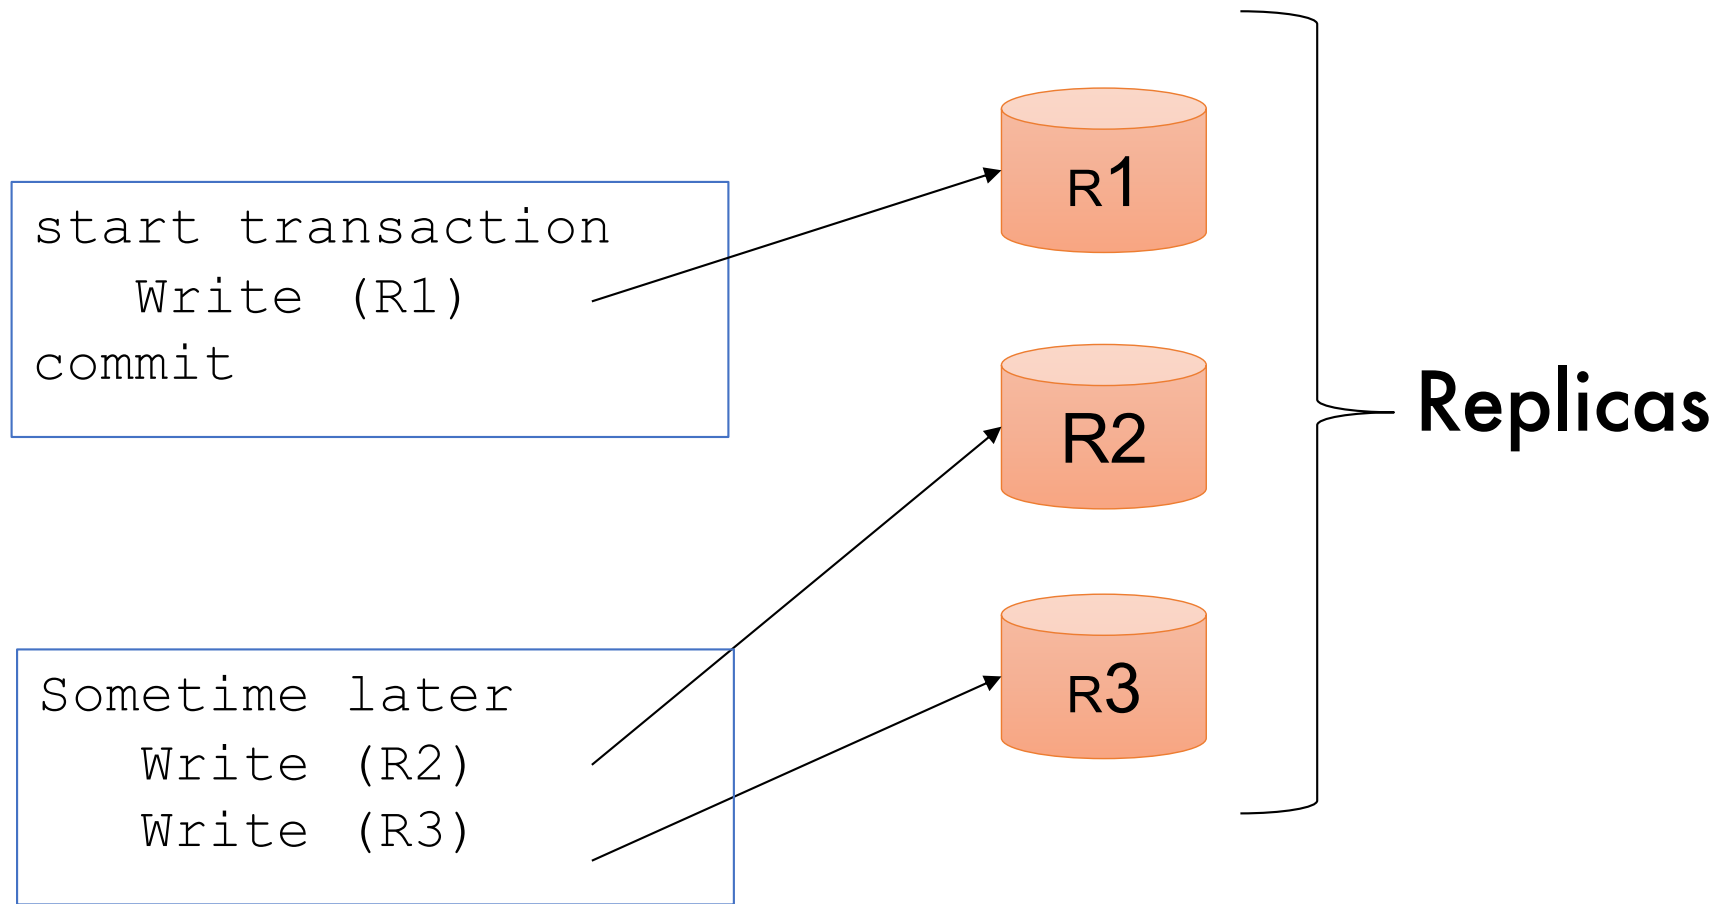 start transaction
Write (R1)
commit
Sometime later
Write (R2)
Write (R3)
R1
R2
R3
Replicas